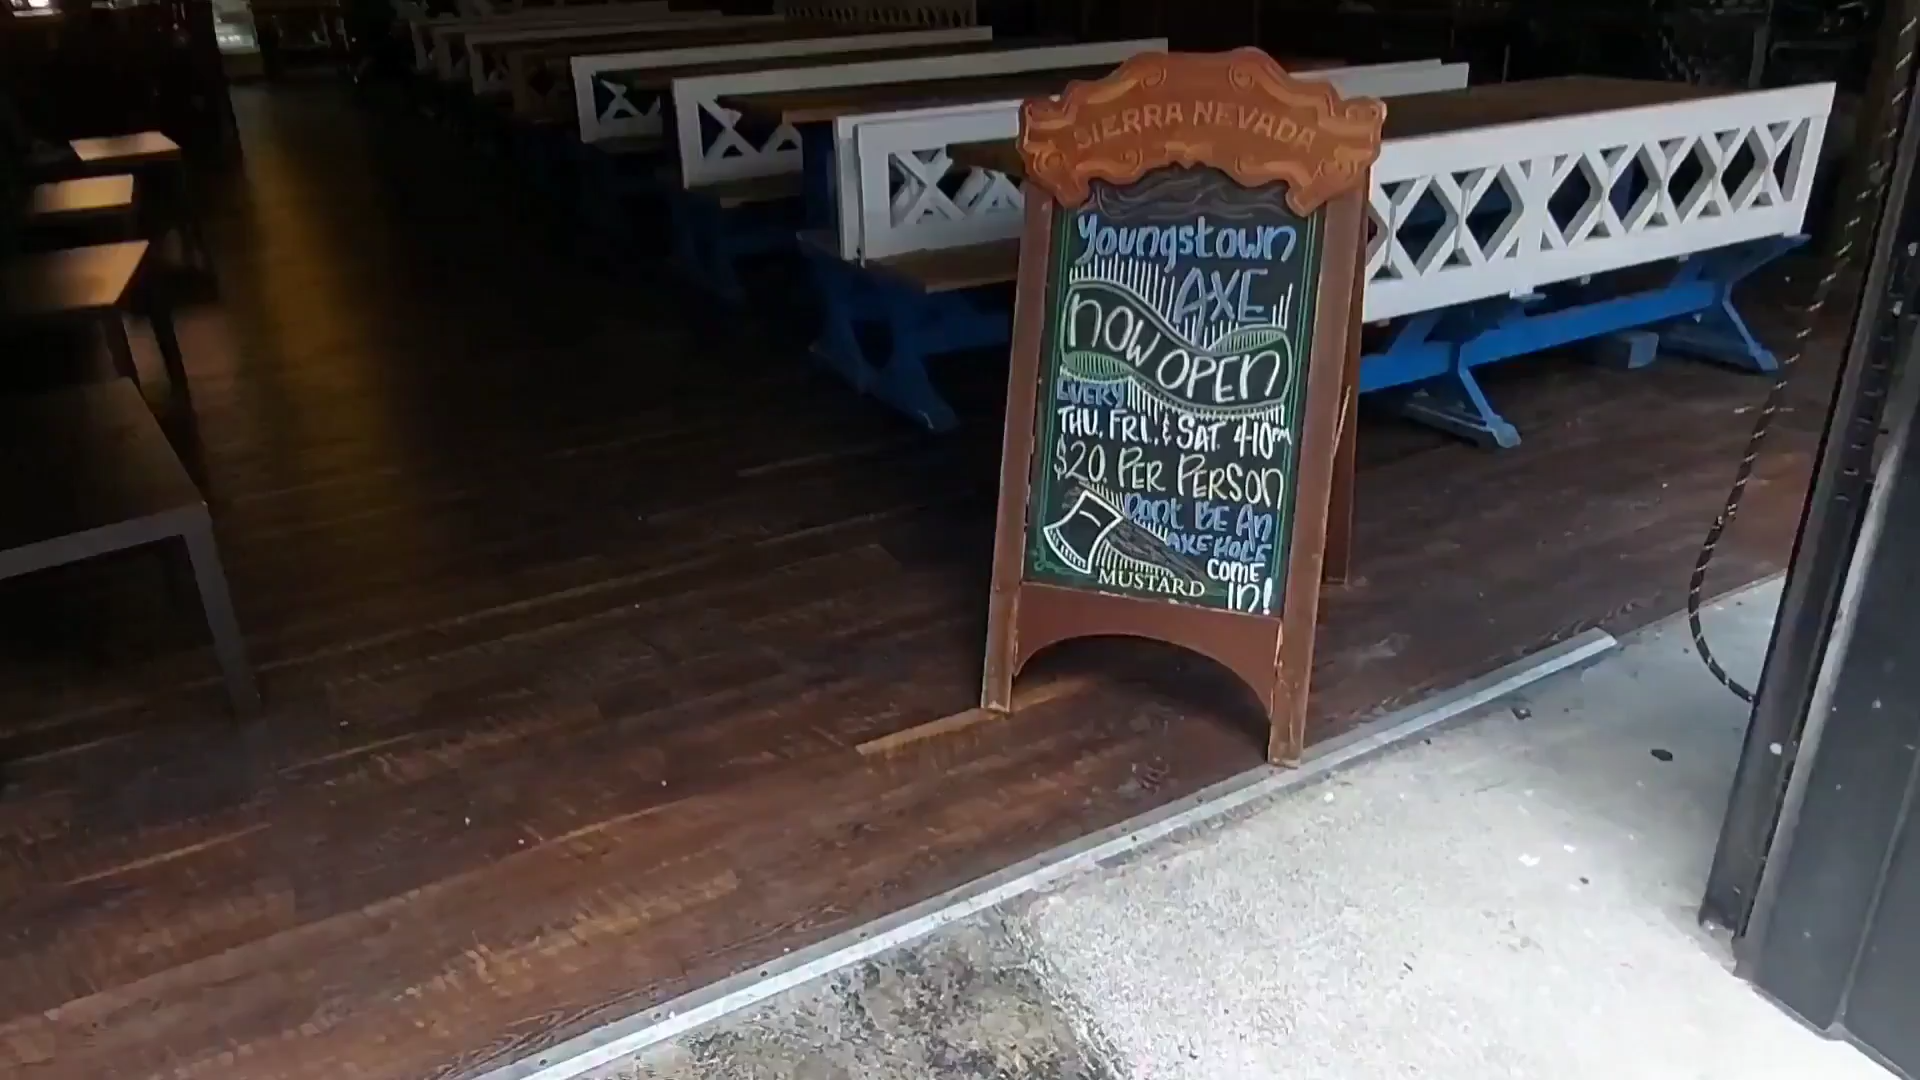 SIERRA NEVADA
Youngstown
AXE
NOW OPEN
EVERY
THU. FRI. & SAT. 4-10PM
$20. PER PERSON
DONT BE AN
AXE-HOLE
COME
IN!
MUSTARD